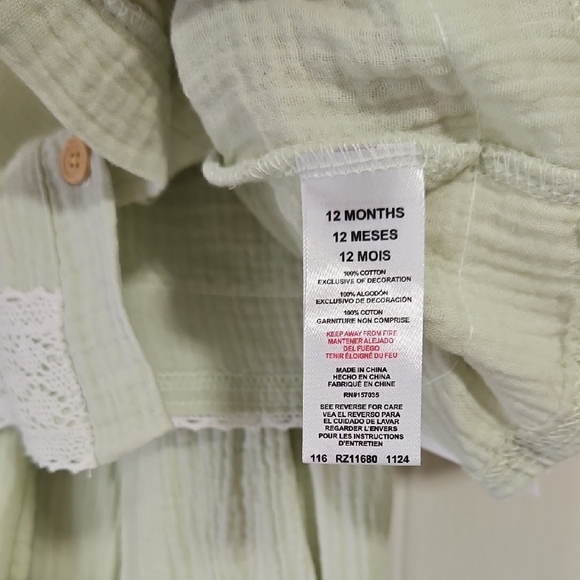 12 MONTHS
12 MESES
12 MOIS
100% COTTON
EXCLUSIVE OF DECORATION
100% ALGODÓN
EXCLUSIVO DE DECORACIÓN
100% COTON
GARNITURE NON COMPRISE
KEEP AWAY FROM FIRE
MANTENER ALEJADO
DEL FUEGO
TENIR ÉLOIGNÉ DU FEU
MADE IN CHINA
HECHO EN CHINA
FABRIQUÉ EN CHINE
RN#157035
SEE REVERSE FOR CARE
VEA EL REVERSO PARA
EL CUIDADO DE LAVAR
REGARDER L'ENVERS
POUR LES INSTRUCTIONS
D'ENTRETIEN
116 RZ11680 1124